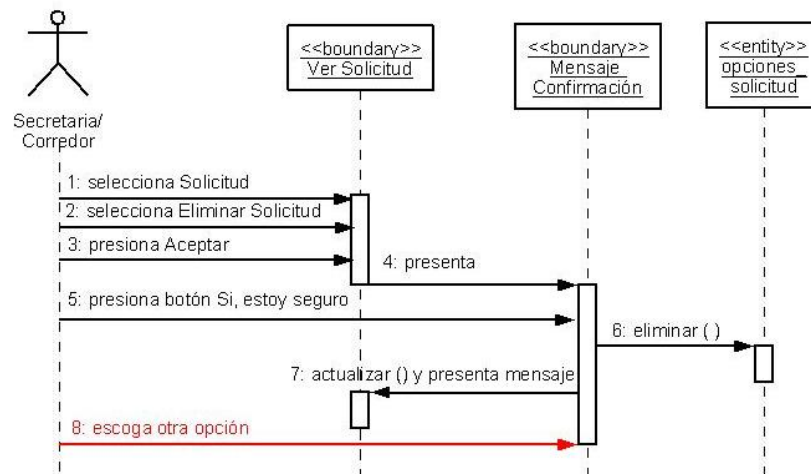 <<boundary>>
Ver Solicitud
<<boundary>>
Mensaje
Confirmación
<<entity>>
opciones_
solicitud
Secretaria/
Corredor
1: selecciona Solicitud
2: selecciona Eliminar Solicitud
3: presiona Aceptar
4: presenta
5: presiona botón Si, estoy seguro
6: eliminar ( )
7: actualizar () y presenta mensaje
8: escoga otra opción